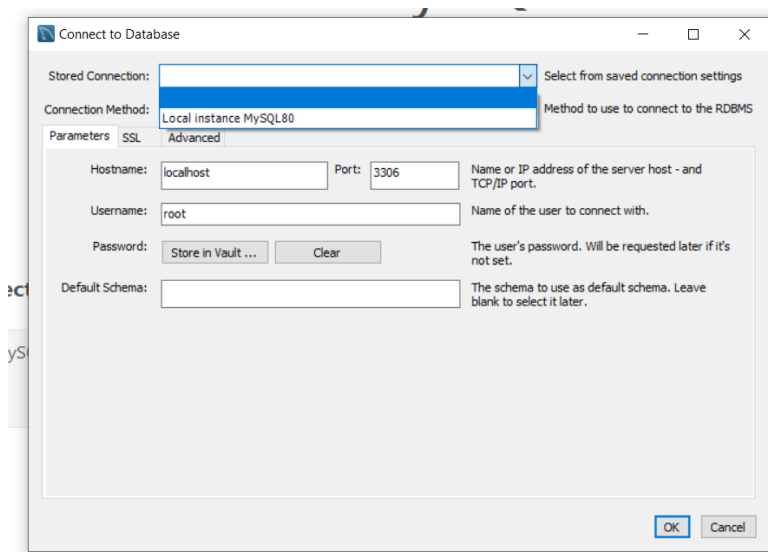 Connect to Database
Stored Connection: Select from saved connection settings
Connection Method: Local instance MySQL80 Method to use to connect to the RDBMS
Parameters SSL Advanced
Hostname: localhost Port: 3306 Name or IP address of the server host - and
TCP/IP port.
Username: root Name of the user to connect with.
Password: Store in Vault ... Clear The user's password. Will be requested later if it's
not set.
Default Schema: The schema to use as default schema. Leave
blank to select it later.
OK Cancel